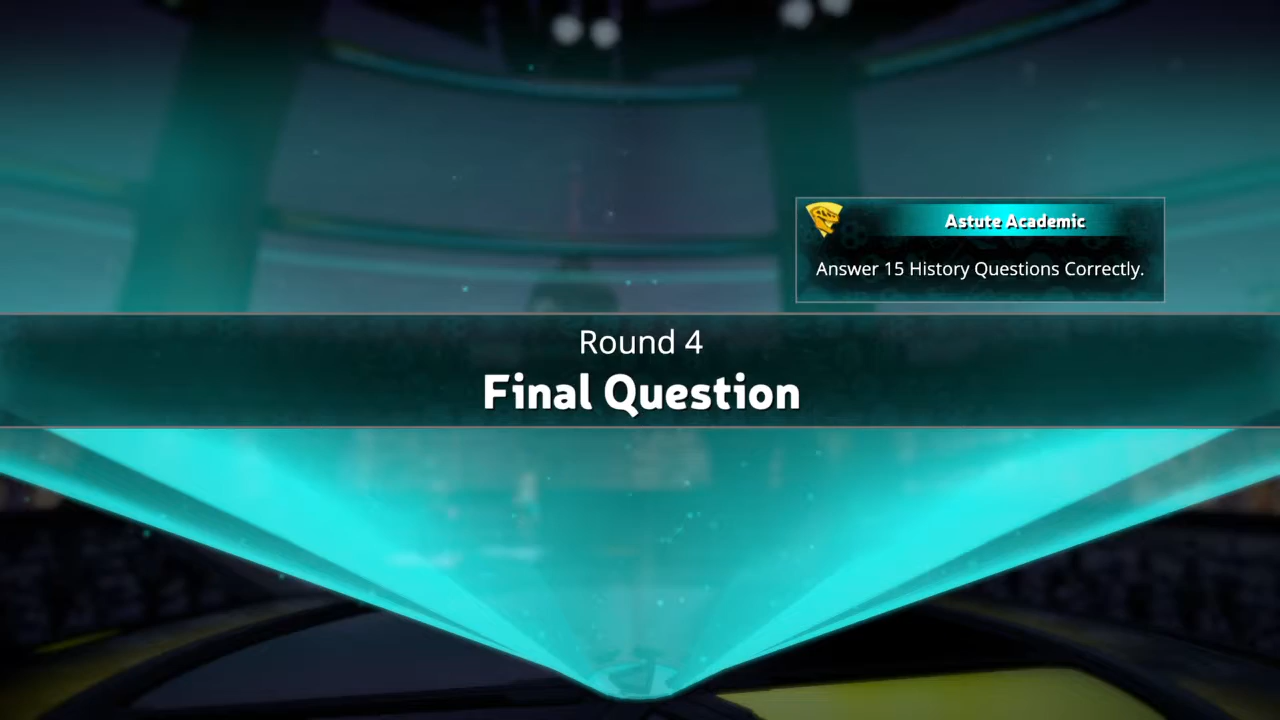 Astute Academic
Answer 15 History Questions Correctly.
Round 4
Final Question